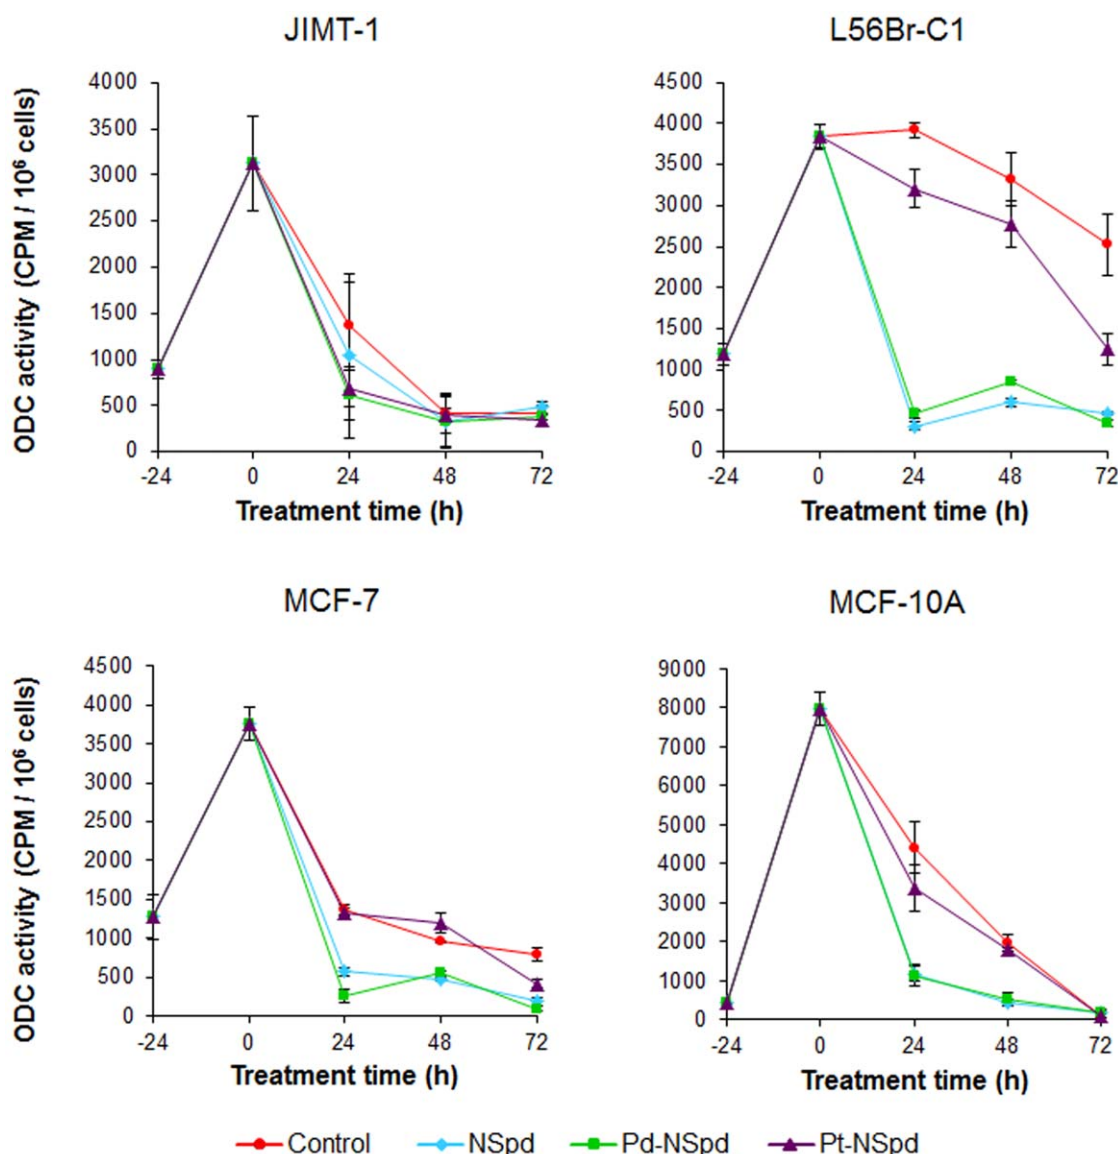 JIMT-1
ODC activity (CPM / 10⁶ cells)
4000
3500
3000
2500
2000
1500
1000
500
0
-24 0 24 48 72
Treatment time (h)
L56Br-C1
4500
4000
3500
3000
2500
2000
1500
1000
500
0
-24 0 24 48 72
Treatment time (h)
MCF-7
ODC activity (CPM / 10⁶ cells)
4500
4000
3500
3000
2500
2000
1500
1000
500
0
-24 0 24 48 72
Treatment time (h)
MCF-10A
9000
8000
7000
6000
5000
4000
3000
2000
1000
0
-24 0 24 48 72
Treatment time (h)
Control NSpd Pd-NSpd Pt-NSpd